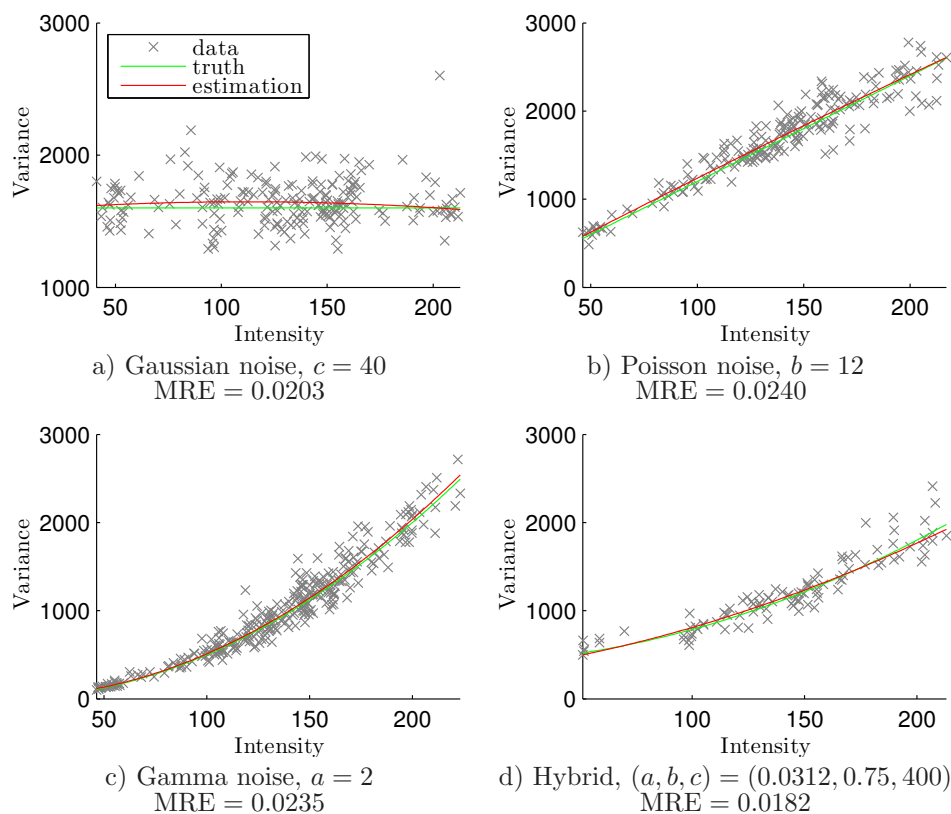 3000
2000
1000
Variance
data
truth
estimation
50 100 150 200
Intensity
a) Gaussian noise, c = 40
MRE = 0.0203
3000
2000
1000
0
Variance
50 100 150 200
Intensity
b) Poisson noise, b = 12
MRE = 0.0240
3000
2000
1000
0
Variance
50 100 150 200
Intensity
c) Gamma noise, a = 2
MRE = 0.0235
3000
2000
1000
0
Variance
100 150 200
Intensity
d) Hybrid, (a, b, c) = (0.0312, 0.75, 400)
MRE = 0.0182